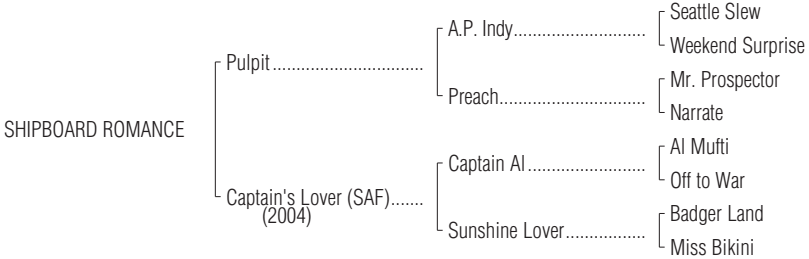 Seattle Slew
A.P. Indy..............................
Weekend Surprise
Pulpit..................................
Mr. Prospector
Preach..................................
Narrate
SHIPBOARD ROMANCE
Al Mufti
Captain Al.............................
Off to War
Captain's Lover (SAF).......
(2004)
Badger Land
Sunshine Lover...................
Miss Bikini